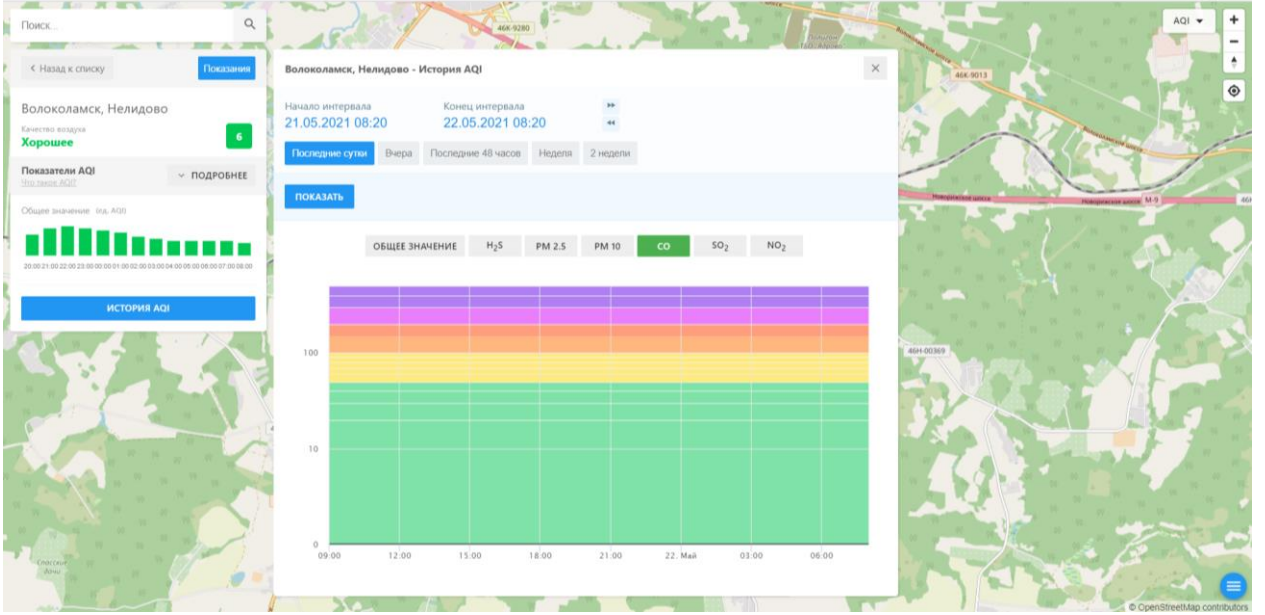 Поиск...
46К-9280
AQI
46К-9013
Назад к списку
Показания
Волоколамск, Нелидово
Качество воздуха
Хорошее
6
Показатели AQI
Что такое AQI?
ПОДРОБНЕЕ
Общее значение (ед. AQI)
20:00 21:00 22:00 23:00 00:00 01:00 02:00 03:00 04:00 05:00 06:00 07:00 08:00
ИСТОРИЯ AQI
Волоколамск, Нелидово - История AQI
Начало интервала
21.05.2021 08:20
Конец интервала
22.05.2021 08:20
Последние сутки Вчера Последние 48 часов Неделя 2 недели
ПОКАЗАТЬ
ОБЩЕЕ ЗНАЧЕНИЕ H₂S PM 2.5 PM 10 CO SO₂ NO₂
100
10
0
09:00 12:00 15:00 18:00 21:00 22. Май 03:00 06:00
Новорижское шоссе
Новорижское шоссе
М-9
46Н-00369
Спасские
© OpenStreetMap contributors